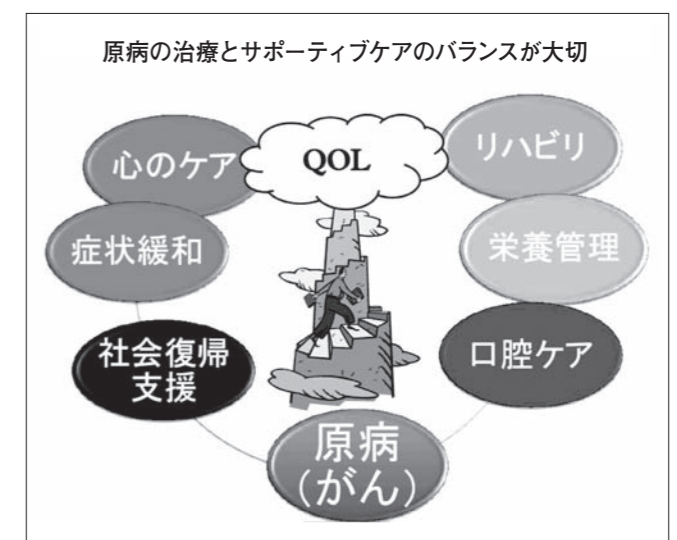 原病の治療とサポーティブケアのバランスが大切
心のケア
QOL
リハビリ
症状緩和
栄養管理
社会復帰
支援
口腔ケア
原病
(がん)